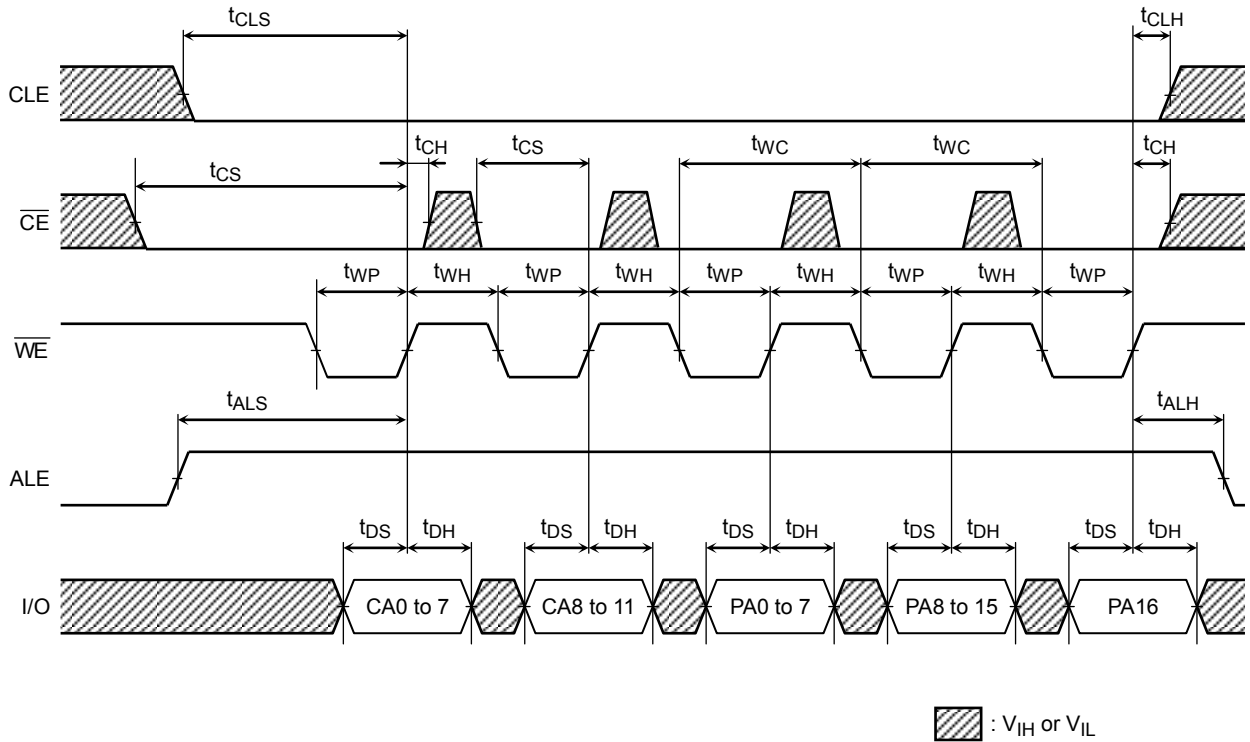 tCLS tCLH
CLE
tCH tCS tWC tWC tCH
tCS
CE
tWP tWH tWP tWH tWP tWH tWP tWH tWP
WE
tALS tALH
ALE
tDS tDH tDS tDH tDS tDH tDS tDH tDS tDH
I/O CA0 to 7 CA8 to 11 PA0 to 7 PA8 to 15 PA16
: VIH or VIL